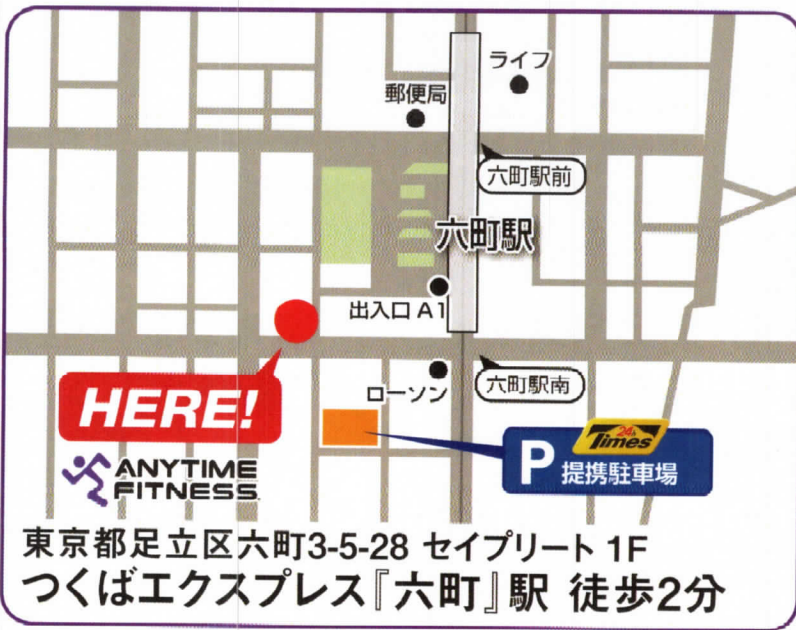 ライフ
郵便局
六町駅前
六町駅
出入口 A1
ローソン
六町駅南
HERE!
24h
Times
P 提携駐車場
ANYTIME
FITNESS
東京都足立区六町3-5-28 セイプリート 1F
つくばエクスプレス『六町』駅 徒歩2分